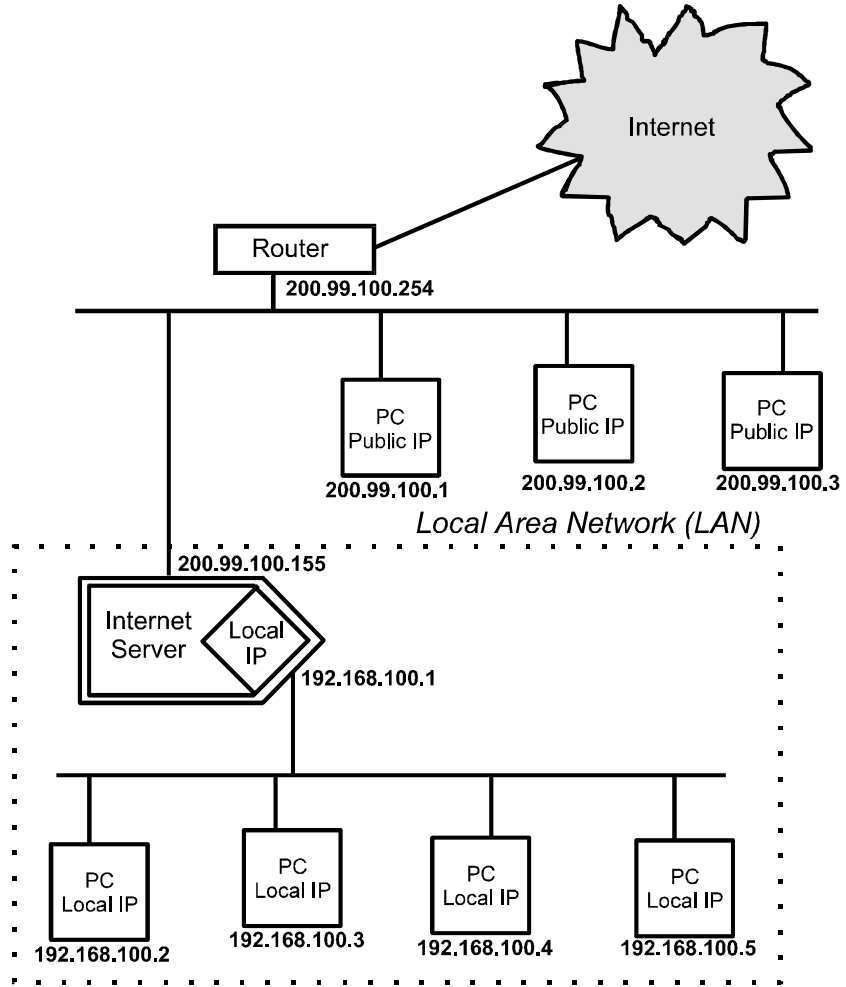 Internet
Router
200.99.100.254
PC
Public IP
200.99.100.1
PC
Public IP
200.99.100.2
PC
Public IP
200.99.100.3
Local Area Network (LAN)
200.99.100.155
Internet
Server
Local
IP
192.168.100.1
PC
Local IP
192.168.100.2
PC
Local IP
192.168.100.3
PC
Local IP
192.168.100.4
PC
Local IP
192.168.100.5